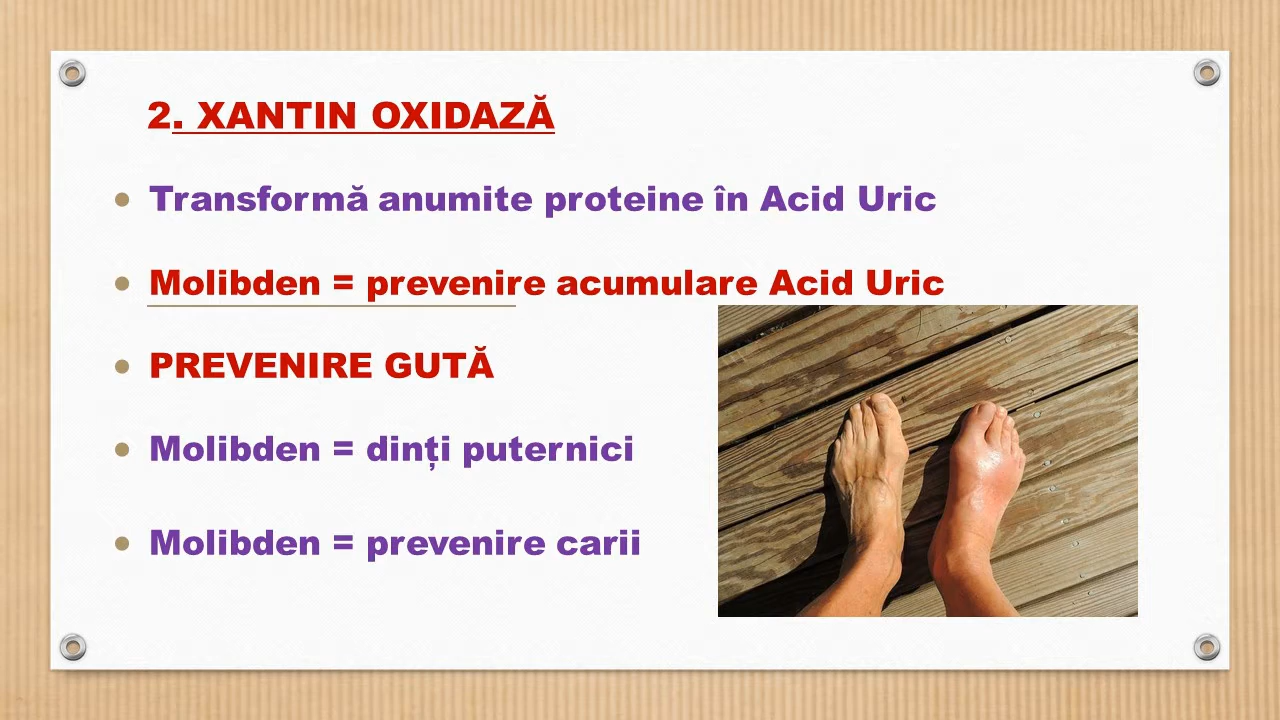 2. XANTIN OXIDAZĂ
Transformă anumite proteine în Acid Uric
Molibden = prevenire acumulare Acid Uric
PREVENIRE GUTĂ
Molibden = dinți puternici
Molibden = prevenire carii